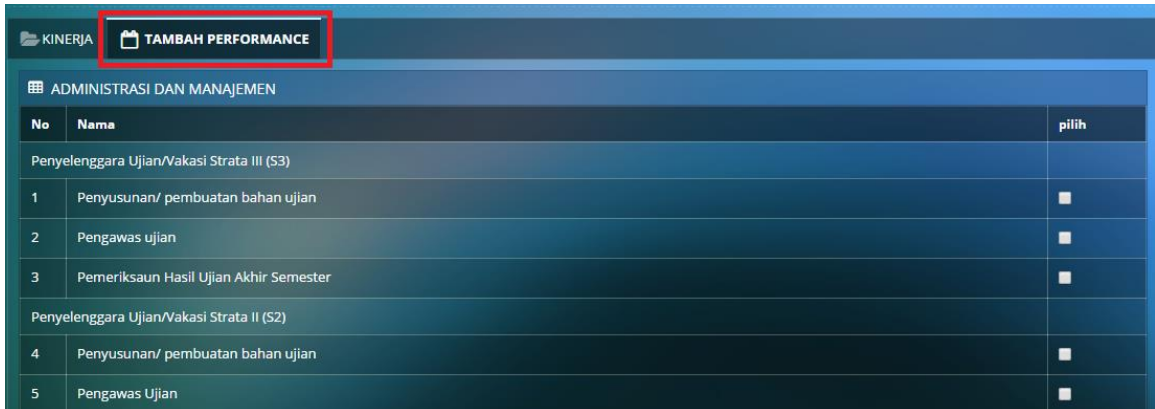 KINERJA TAMBAH PERFORMANCE
ADMINISTRASI DAN MANAJEMEN
No Nama pilih
Penyelenggara Ujian/Vakasi Strata III (S3)
1 Penyusunan/ pembuatan bahan ujian
2 Pengawas ujian
3 Pemeriksaun Hasil Ujian Akhir Semester
Penyelenggara Ujian/Vakasi Strata II (S2)
4 Penyusunan/ pembuatan bahan ujian
5 Pengawas Ujian